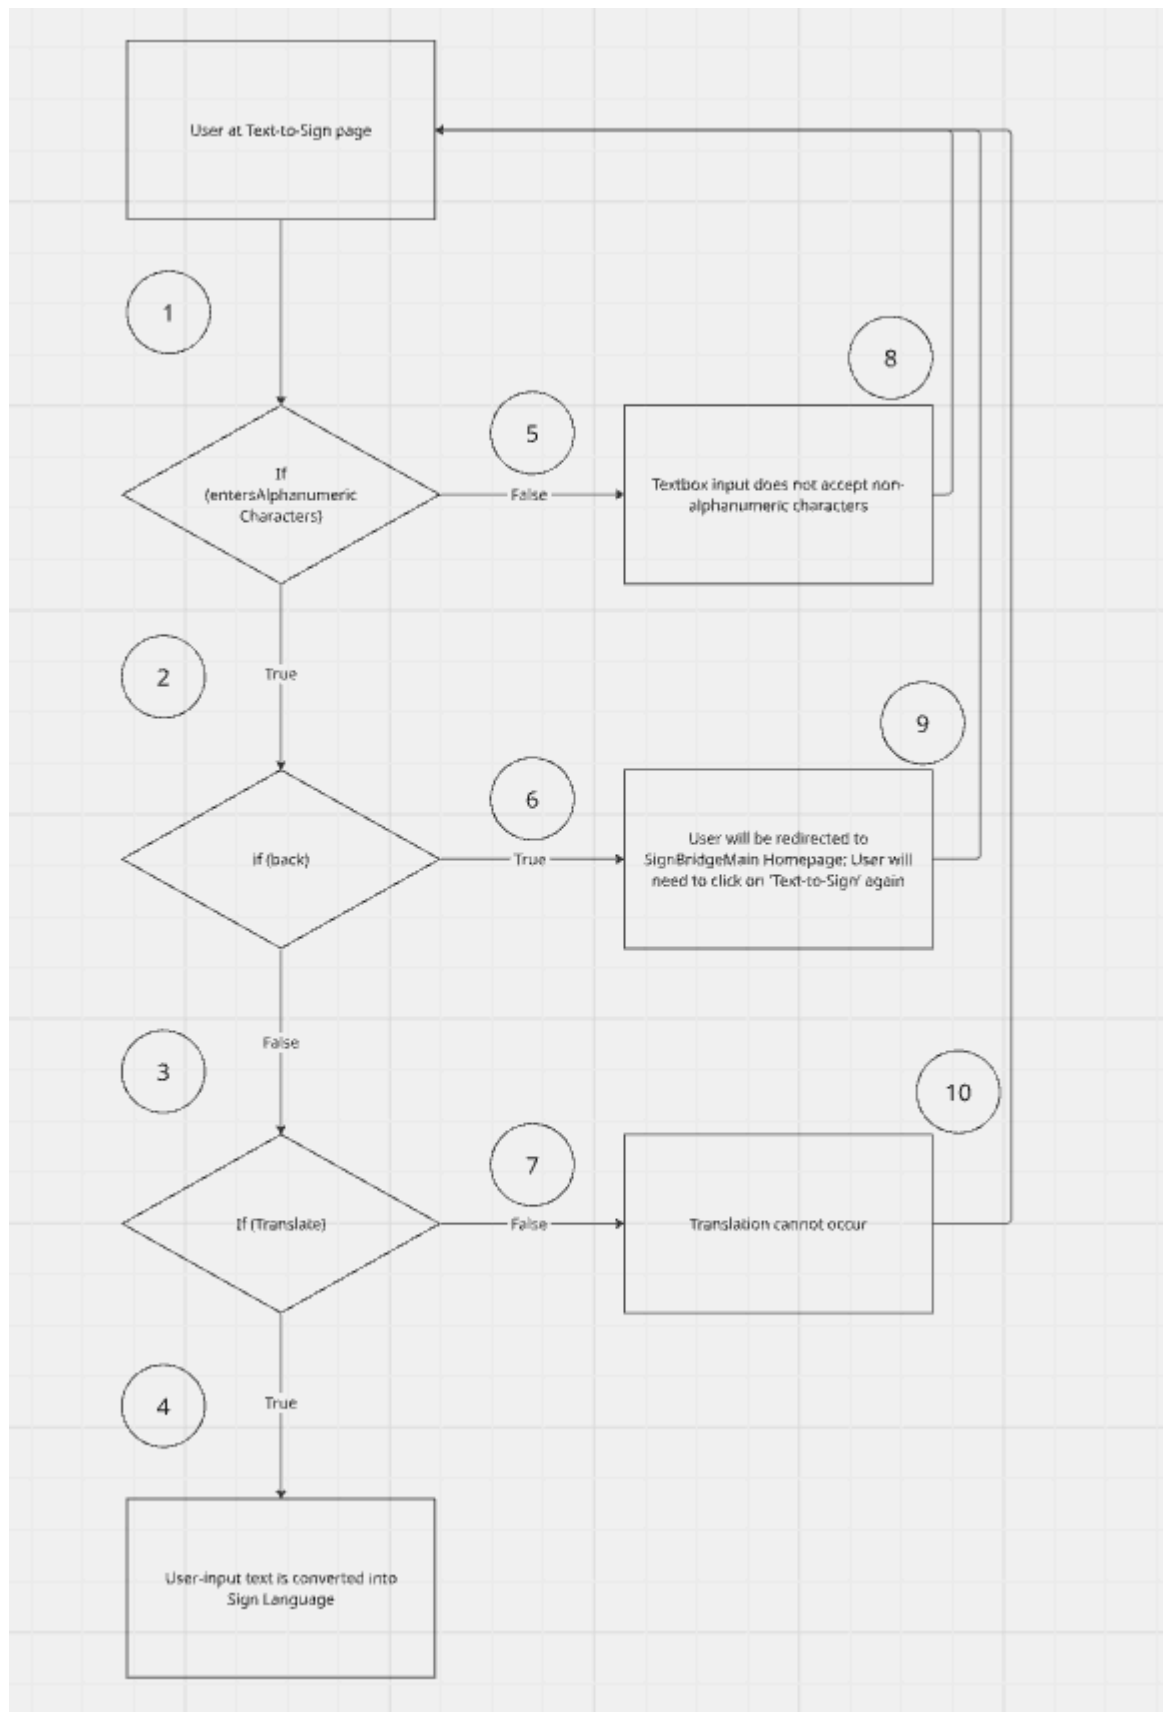 User at Text-to-Sign page
1
8
5
If
(entersAlphanumeric
Characters)
False
Textbox input does not accept non-
alphanumeric characters
2
True
9
6
if (back)
True
User will be redirected to
SignBridgeMain Homepage; User will
need to click on 'Text-to-Sign' again
3
False
10
7
If (Translate)
False
Translation cannot occur
4
True
User-input text is converted into
Sign Language